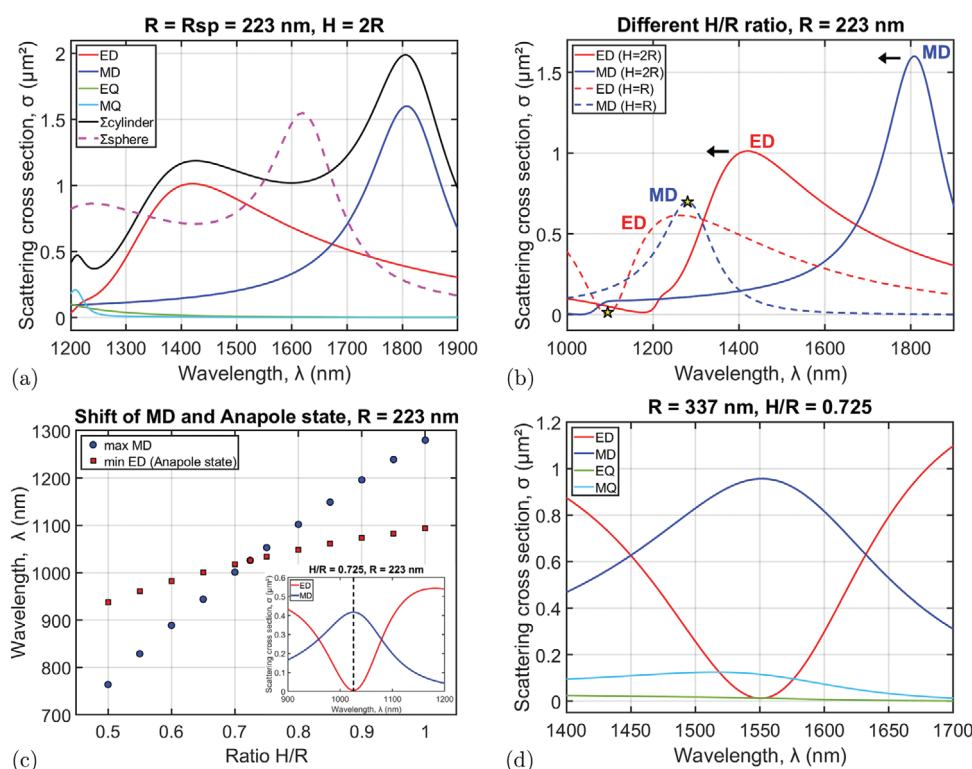 R = Rsp = 223 nm, H = 2R
Scattering cross section, σ (μm²)
2
1.5
1
0.5
0
ED
MD
EQ
MQ
Σcylinder
Σsphere
1200 1300 1400 1500 1600 1700 1800 1900
Wavelength, λ (nm)
(a)
Different H/R ratio, R = 223 nm
Scattering cross section, σ (μm²)
1.5
1
0.5
0
ED (H=2R)
MD (H=2R)
ED (H=R)
MD (H=R)
MD
ED
MD
ED
1000 1200 1400 1600 1800
Wavelength, λ (nm)
(b)
Shift of MD and Anapole state, R = 223 nm
Wavelength, λ (nm)
1300
1200
1100
1000
900
800
700
max MD
min ED (Anapole state)
H/R = 0.725, R = 223 nm
Scattering cross section, σ (μm²)
0.6
0.5
0.4
0.3
0.2
0.1
0
ED
MD
900 1000 1100 1200
Wavelength, λ (nm)
0.5 0.6 0.7 0.8 0.9 1
Ratio H/R
(c)
R = 337 nm, H/R = 0.725
Scattering cross section, σ (μm²)
1.2
1
0.8
0.6
0.4
0.2
0
ED
MD
EQ
MQ
1400 1450 1500 1550 1600 1650 1700
Wavelength, λ (nm)
(d)